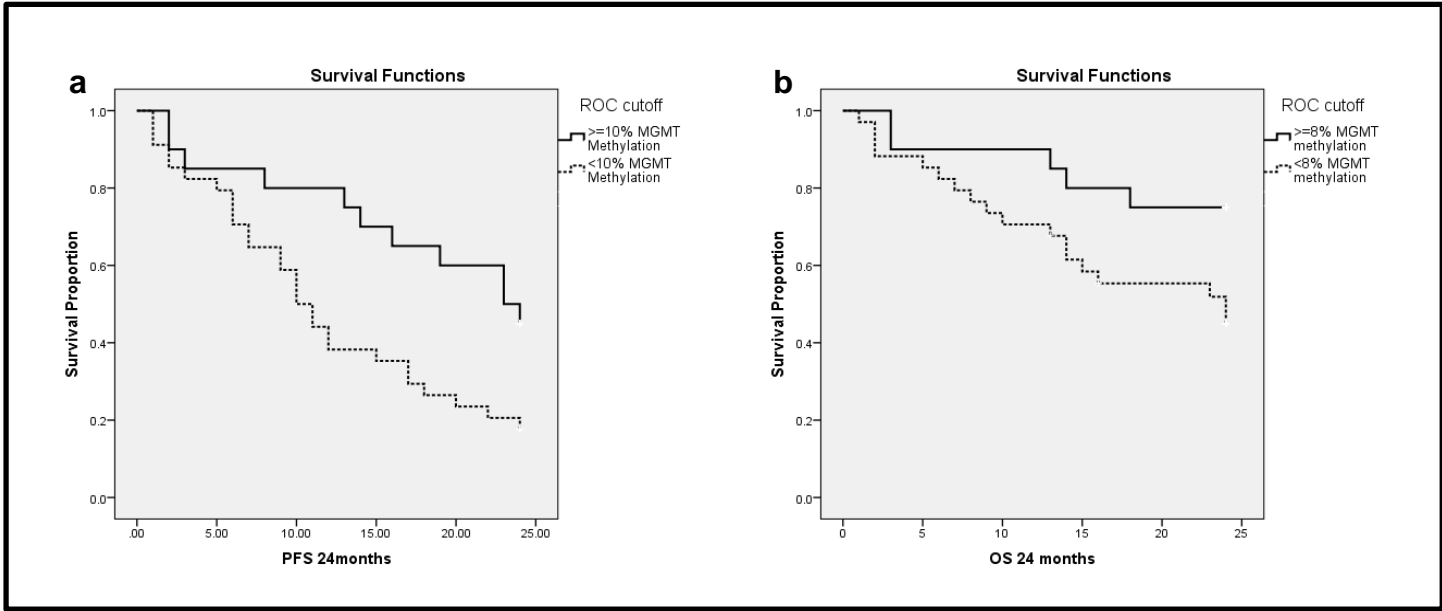 a
Survival Functions
ROC cutoff
>=10% MGMT
Methylation
<10% MGMT
Methylation
Survival Proportion
1.0
0.8
0.6
0.4
0.2
0.0
.00
5.00
10.00
15.00
20.00
25.00
PFS 24months
b
Survival Functions
ROC cutoff
>=8% MGMT
methylation
<8% MGMT
methylation
Survival Proportion
1.0
0.8
0.6
0.4
0.2
0.0
0
5
10
15
20
25
OS 24 months